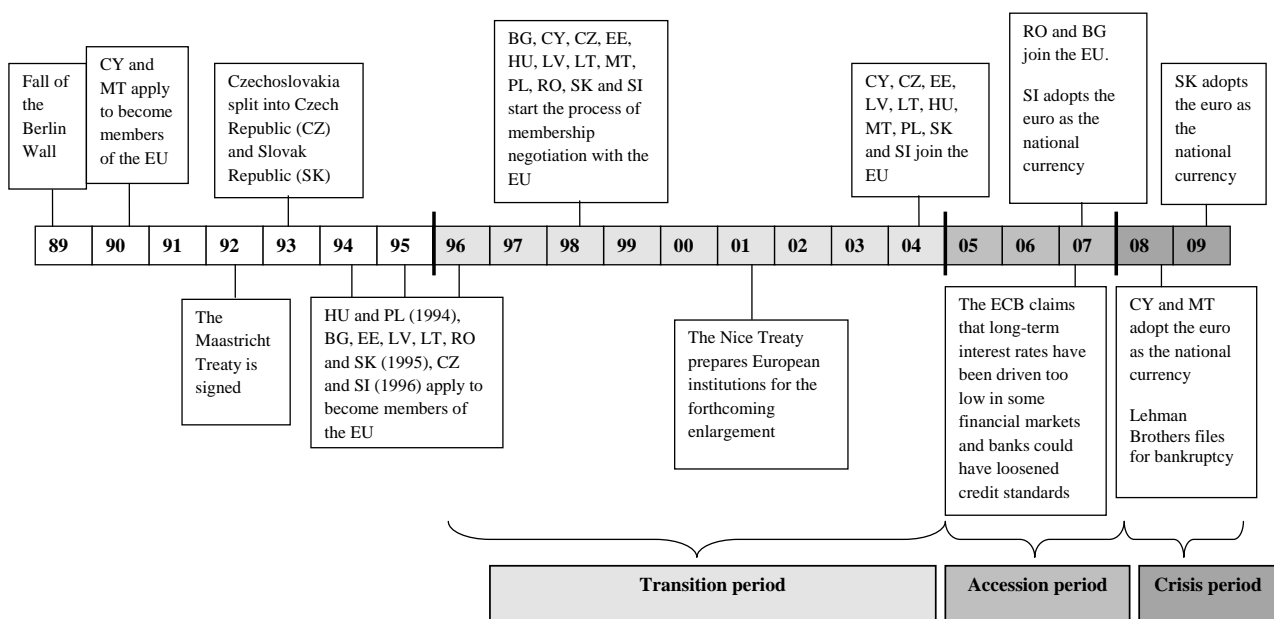 Fall of
the
Berlin
Wall
CY and
MT apply
to become
members
of the EU
Czechoslovakia
split into Czech
Republic (CZ)
and Slovak
Republic (SK)
BG, CY, CZ, EE,
HU, LV, LT, MT,
PL, RO, SK and SI
start the process of
membership
negotiation with the
EU
CY, CZ, EE,
LV, LT, HU,
MT, PL, SK
and SI join the
EU
RO and BG
join the EU.
SI adopts the
euro as the
national
currency
SK adopts
the euro as
the
national
currency
89 90 91 92 93 94 95 96 97 98 99 00 01 02 03 04 05 06 07 08 09
The
Maastricht
Treaty is
signed
HU and PL (1994),
BG, EE, LV, LT, RO
and SK (1995), CZ
and SI (1996) apply to
become members of
the EU
The Nice Treaty
prepares European
institutions for the
forthcoming
enlargement
The ECB claims
that long-term
interest rates have
been driven too
low in some
financial markets
and banks could
have loosened
credit standards
CY and MT
adopt the euro
as the national
currency
Lehman
Brothers files
for bankruptcy
Transition period
Accession period
Crisis period